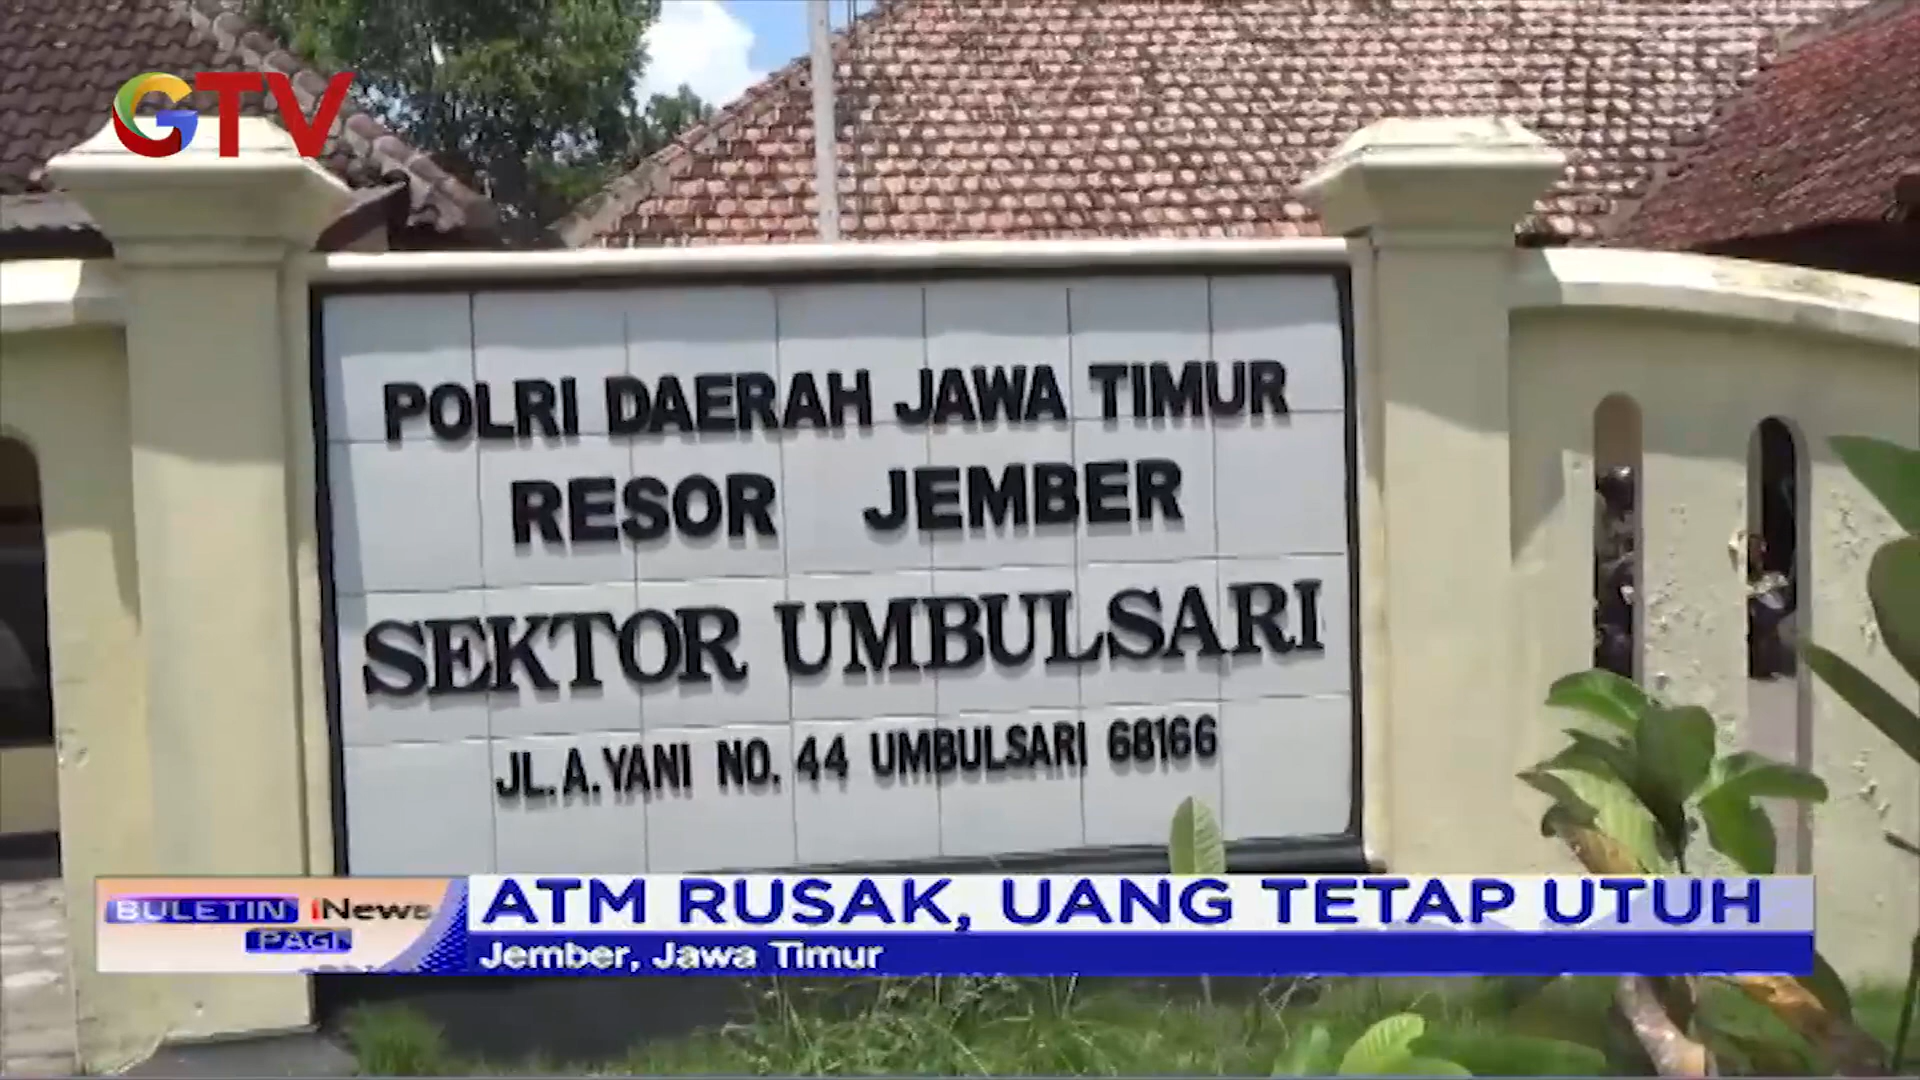 GTV
POLRI DAERAH JAWA TIMUR
RESOR JEMBER
SEKTOR UMBULSARI
JL.A.YANI NO. 44 UMBULSARI 68166
BULETIN iNews
PAGI
ATM RUSAK, UANG TETAP UTUH
Jember, Jawa Timur